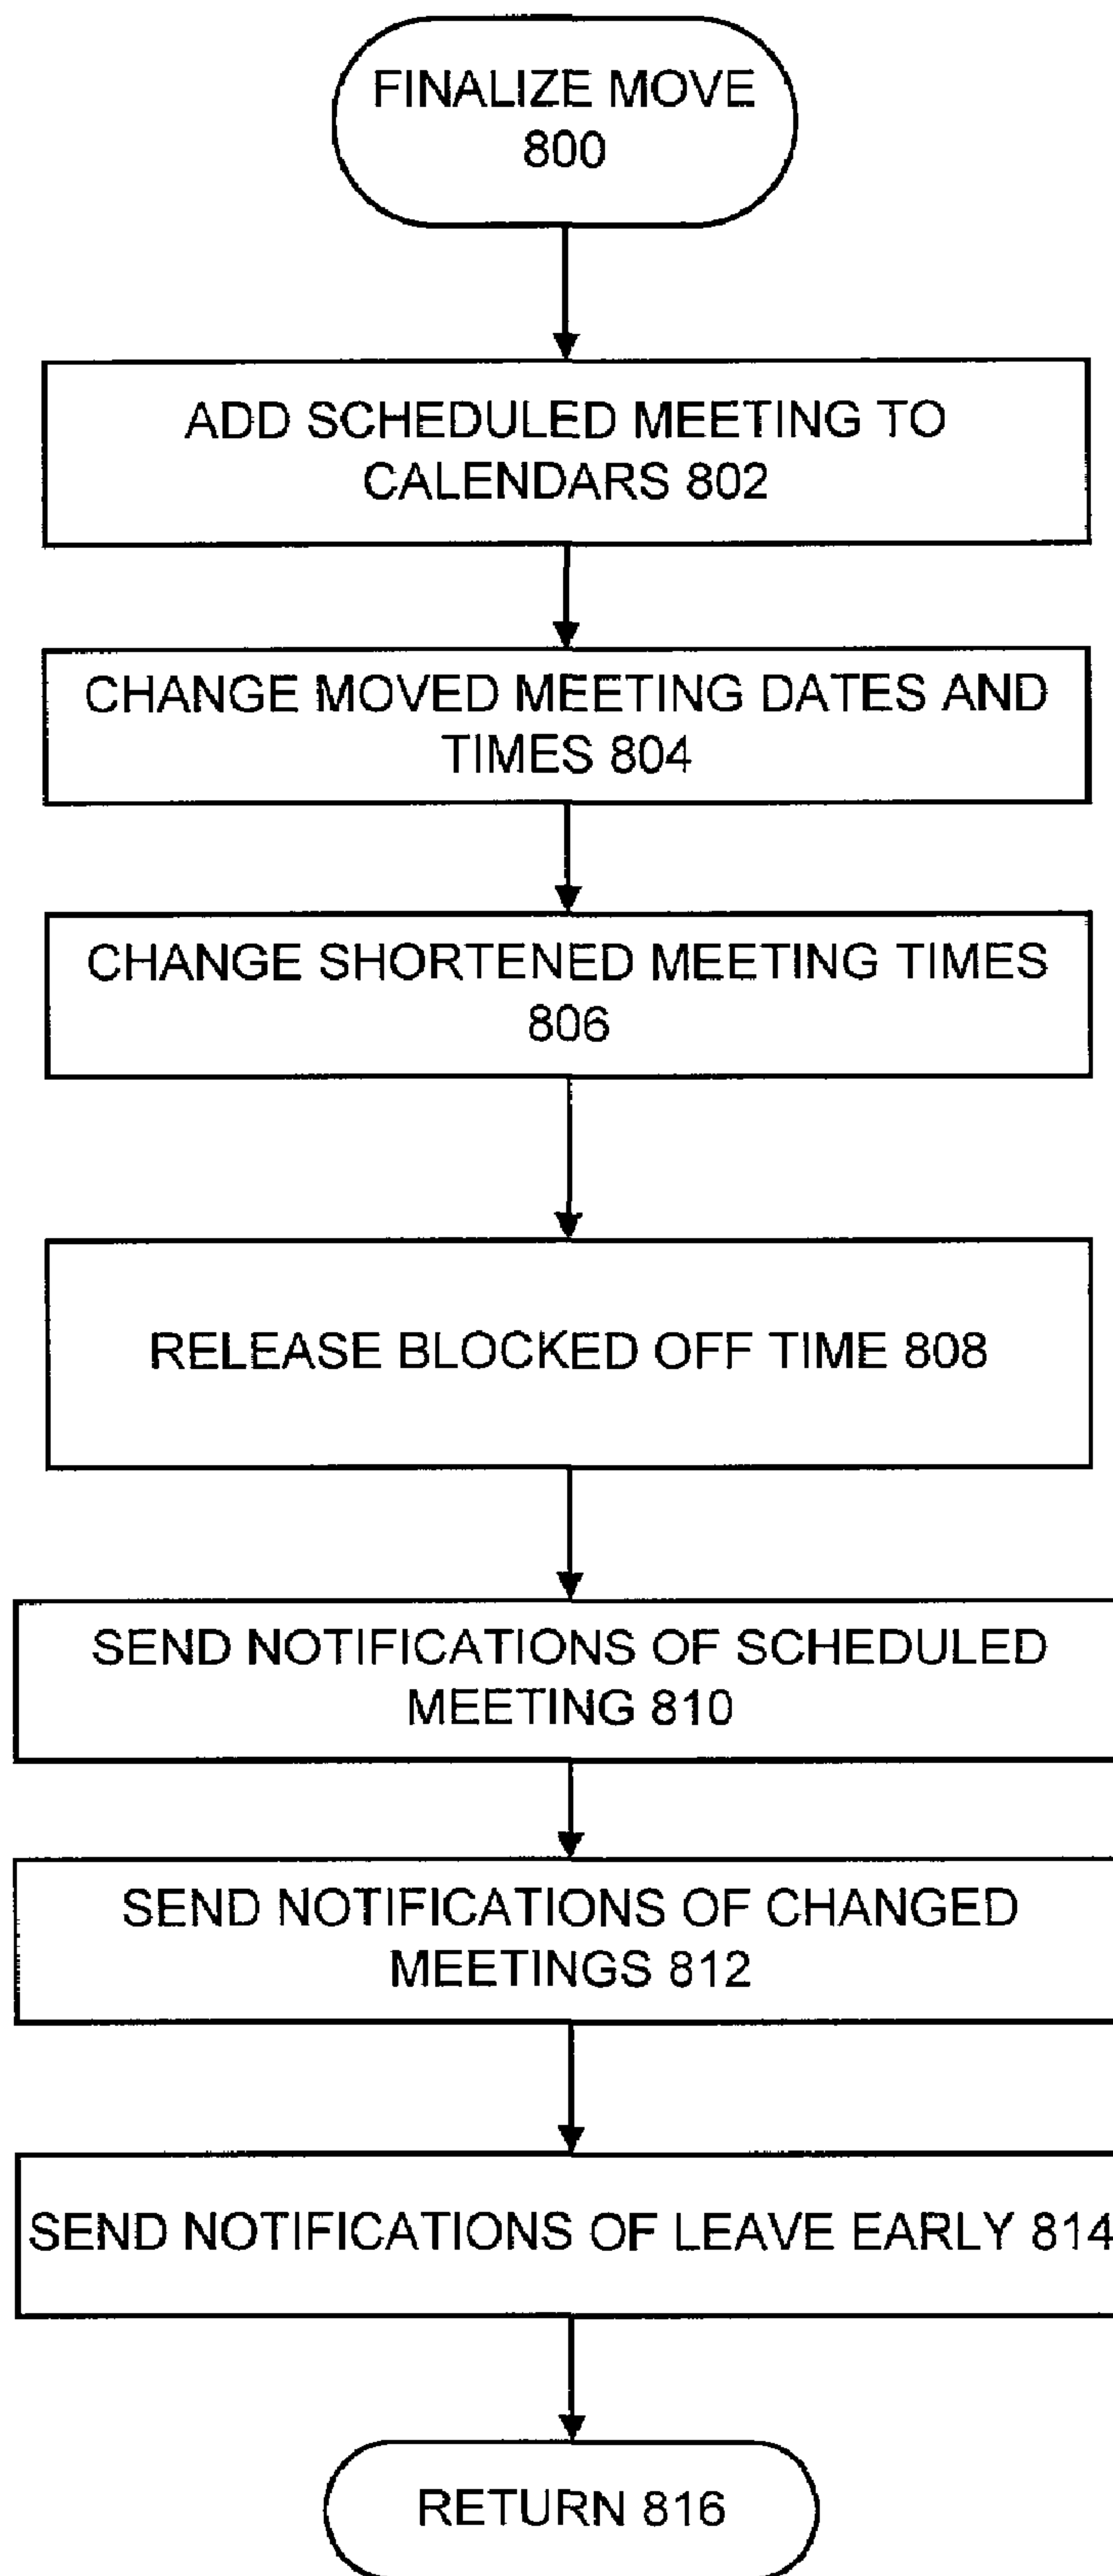 FINALIZE MOVE
800
ADD SCHEDULED MEETING TO
CALENDARS 802
CHANGE MOVED MEETING DATES AND
TIMES 804
CHANGE SHORTENED MEETING TIMES
806
RELEASE BLOCKED OFF TIME 808
SEND NOTIFICATIONS OF SCHEDULED
MEETING 810
SEND NOTIFICATIONS OF CHANGED
MEETINGS 812
SEND NOTIFICATIONS OF LEAVE EARLY 814
RETURN 816